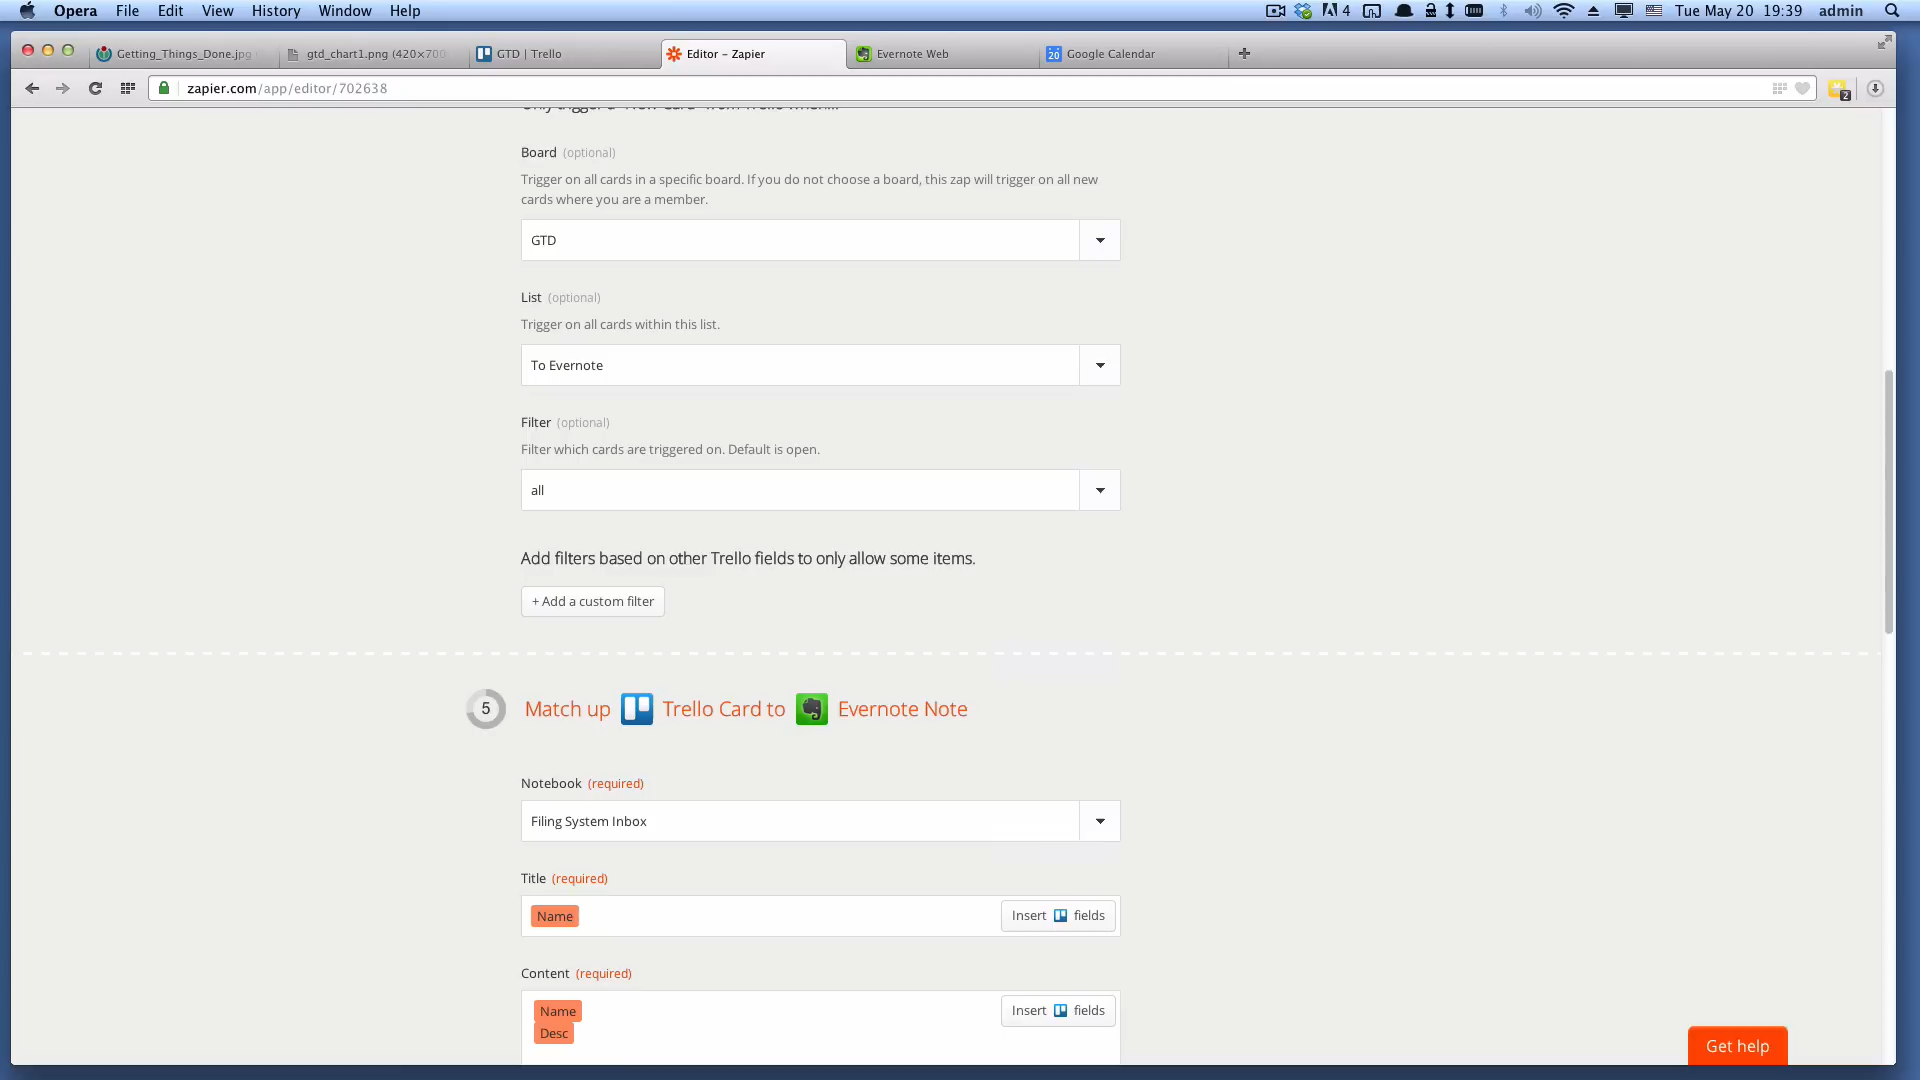 Opera File Edit View History Window Help 4 Tue May 20 19:39 admin
Getting_Things_Done.jpg gtd_chart1.png (420×700 GTD | Trello Editor – Zapier Evernote Web 20 Google Calendar
zapier.com/app/editor/702638 2
Only trigger a "New Card" from Trello when...
Board (optional)
Trigger on all cards in a specific board. If you do not choose a board, this zap will trigger on all new
cards where you are a member.
GTD
List (optional)
Trigger on all cards within this list.
To Evernote
Filter (optional)
Filter which cards are triggered on. Default is open.
all
Add filters based on other Trello fields to only allow some items.
+ Add a custom filter
5 Match up Trello Card to Evernote Note
Notebook (required)
Filing System Inbox
Title (required)
Name Insert fields
Content (required)
Name Insert fields
Desc
Get help